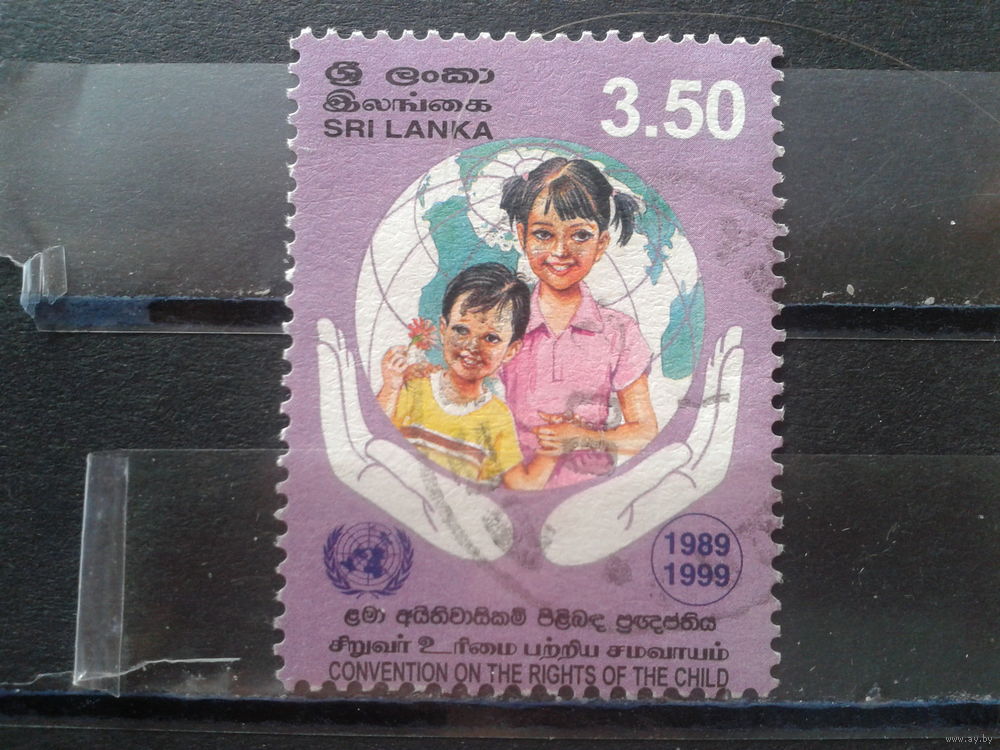 ශ්‍රී ලංකා
இலங்கை
SRI LANKA
3.50
1989
1999
ළමා අයිතිවාසිකම් පිළිබඳ ප්‍රඥප්තිය
சிறுவர் உரிமை பற்றிய சமவாயம்
CONVENTION ON THE RIGHTS OF THE CHILD
www.ay.by